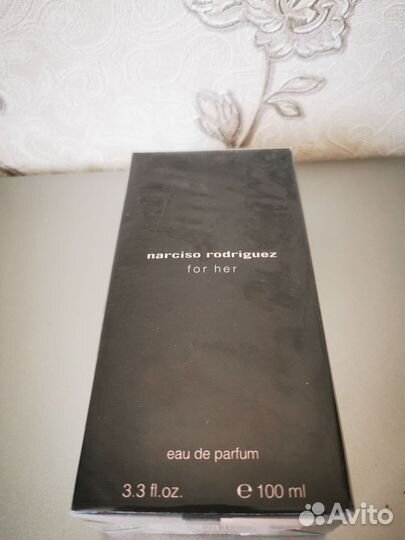 narciso rodriguez
for her
eau de parfum
3.3 fl.oz. e 100 ml
Avito